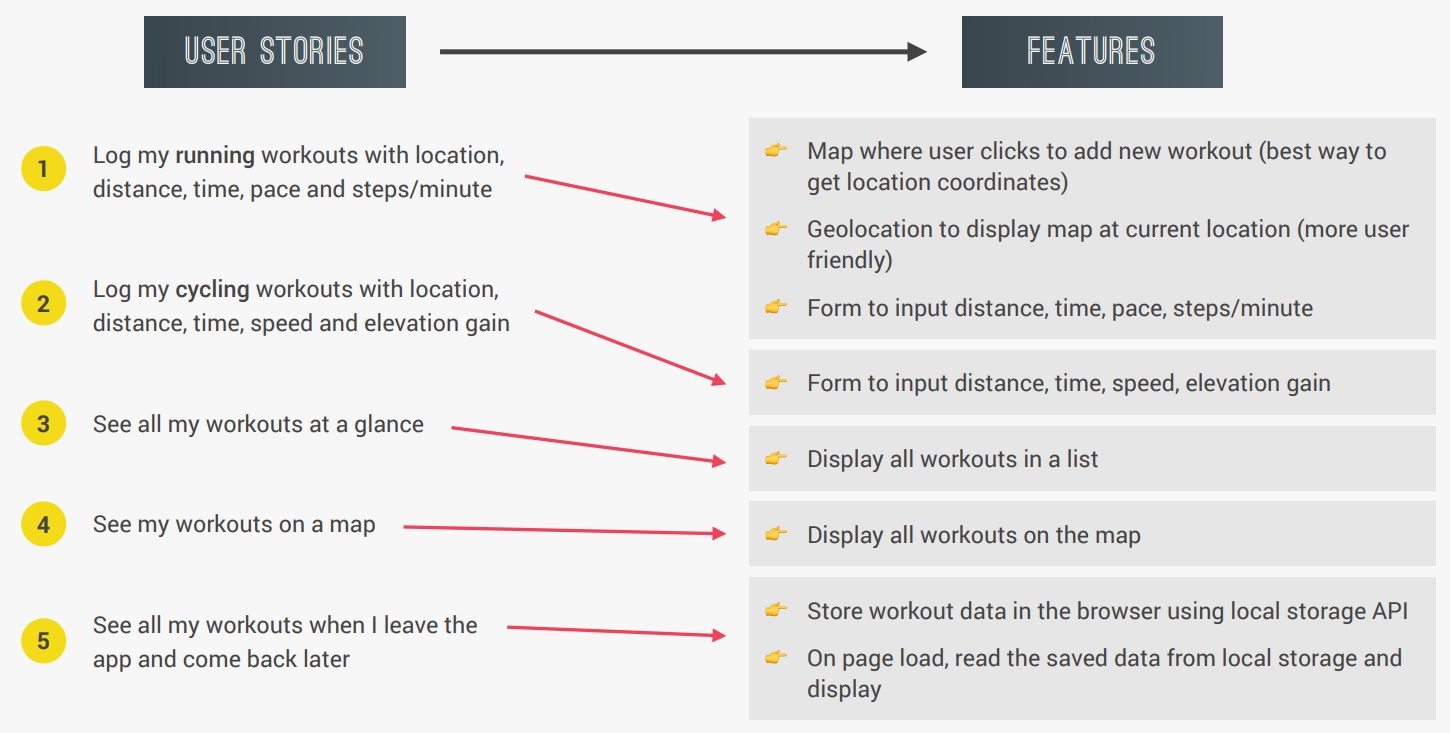 USER STORIES
FEATURES
1
Log my running workouts with location,
distance, time, pace and steps/minute
2
Log my cycling workouts with location,
distance, time, speed and elevation gain
3
See all my workouts at a glance
4
See my workouts on a map
5
See all my workouts when I leave the
app and come back later
Map where user clicks to add new workout (best way to
get location coordinates)
Geolocation to display map at current location (more user
friendly)
Form to input distance, time, pace, steps/minute
Form to input distance, time, speed, elevation gain
Display all workouts in a list
Display all workouts on the map
Store workout data in the browser using local storage API
On page load, read the saved data from local storage and
display